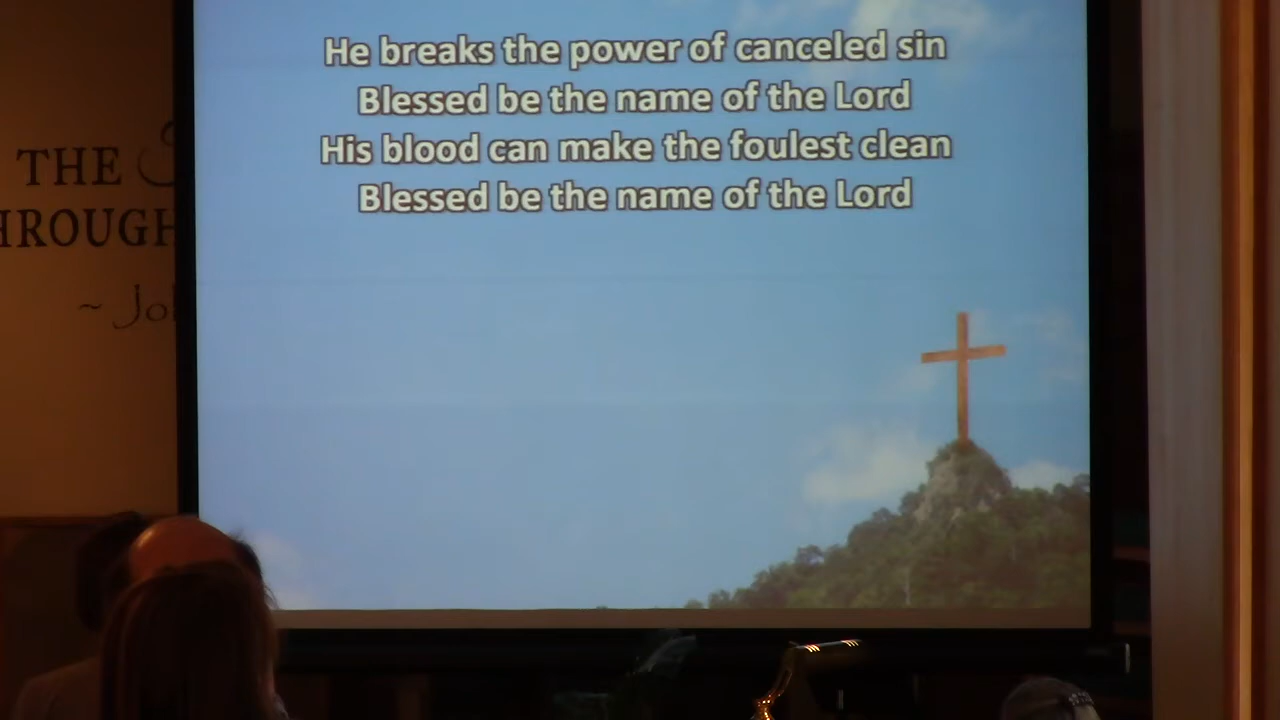 He breaks the power of canceled sin
Blessed be the name of the Lord
His blood can make the foulest clean
Blessed be the name of the Lord
THE
HROUGH
~ Jo